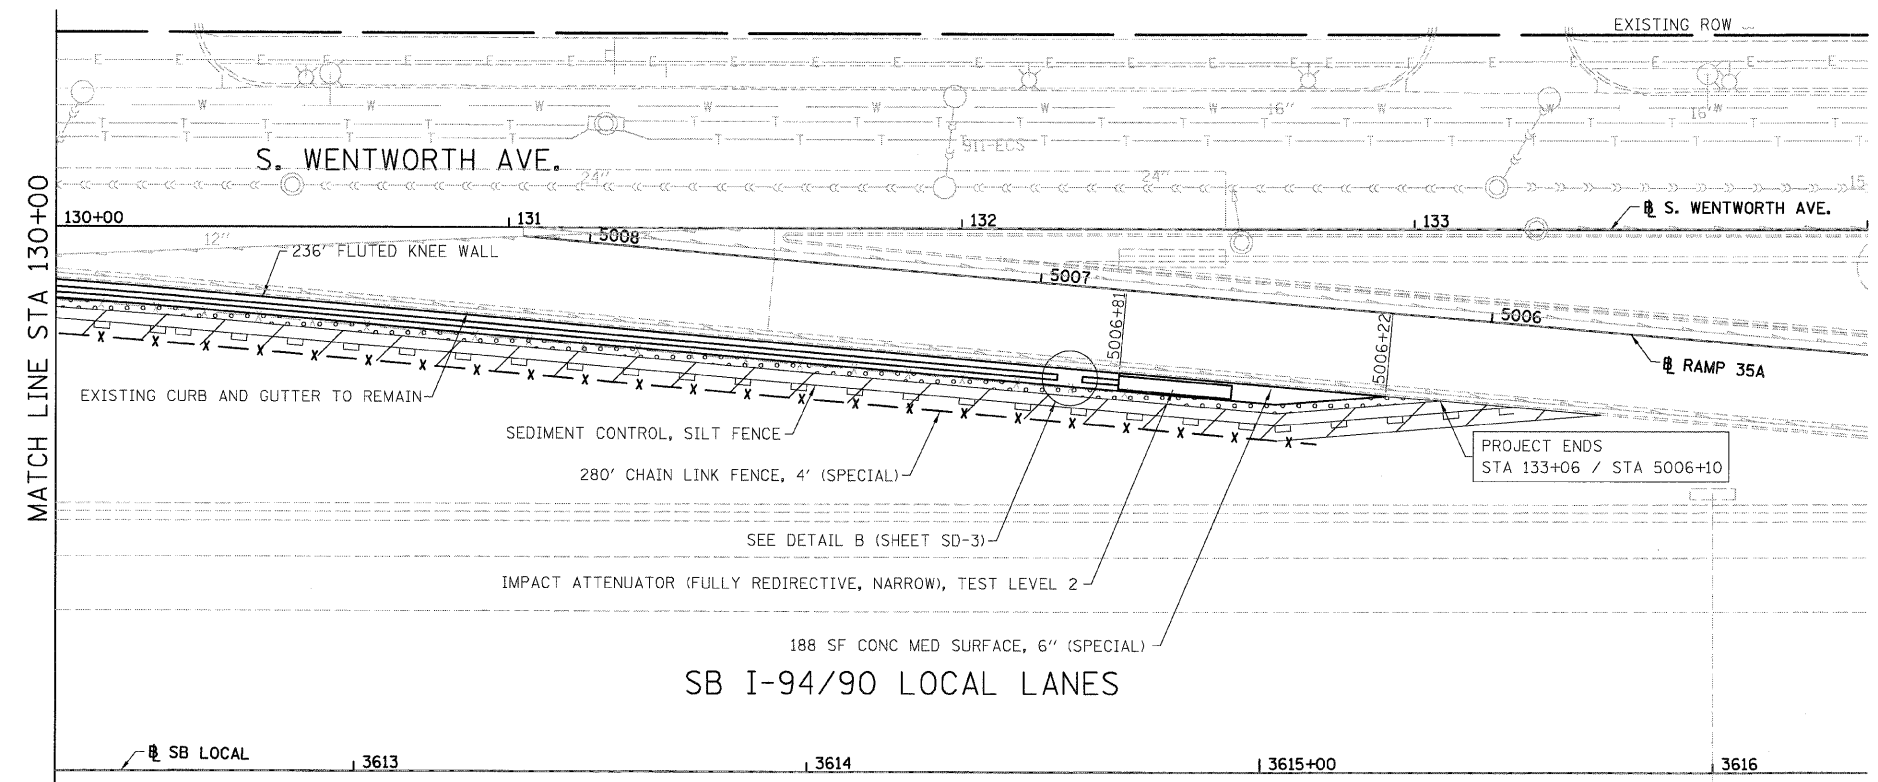 EXISTING ROW
E E E E E E E E E E E E E E E E E E E E E
W W W W W W 16" W W W 16" W
T T T T T T T T T T T
T T T T T T T T T T
911-ECS
S. WENTWORTH AVE.
24" 24" 15
MATCH LINE STA 130+00
130+00 131 132 133
℄ S. WENTWORTH AVE.
12"
5008
236' FLUTED KNEE WALL
5007
5006+81
5006+22
5006
℄ RAMP 35A
EXISTING CURB AND GUTTER TO REMAIN
SEDIMENT CONTROL, SILT FENCE
280' CHAIN LINK FENCE, 4' (SPECIAL)
PROJECT ENDS
STA 133+06 / STA 5006+10
SEE DETAIL B (SHEET SD-3)
IMPACT ATTENUATOR (FULLY REDIRECTIVE, NARROW), TEST LEVEL 2
188 SF CONC MED SURFACE, 6" (SPECIAL)
SB I-94/90 LOCAL LANES
℄ SB LOCAL
3613 3614 3615+00 3616